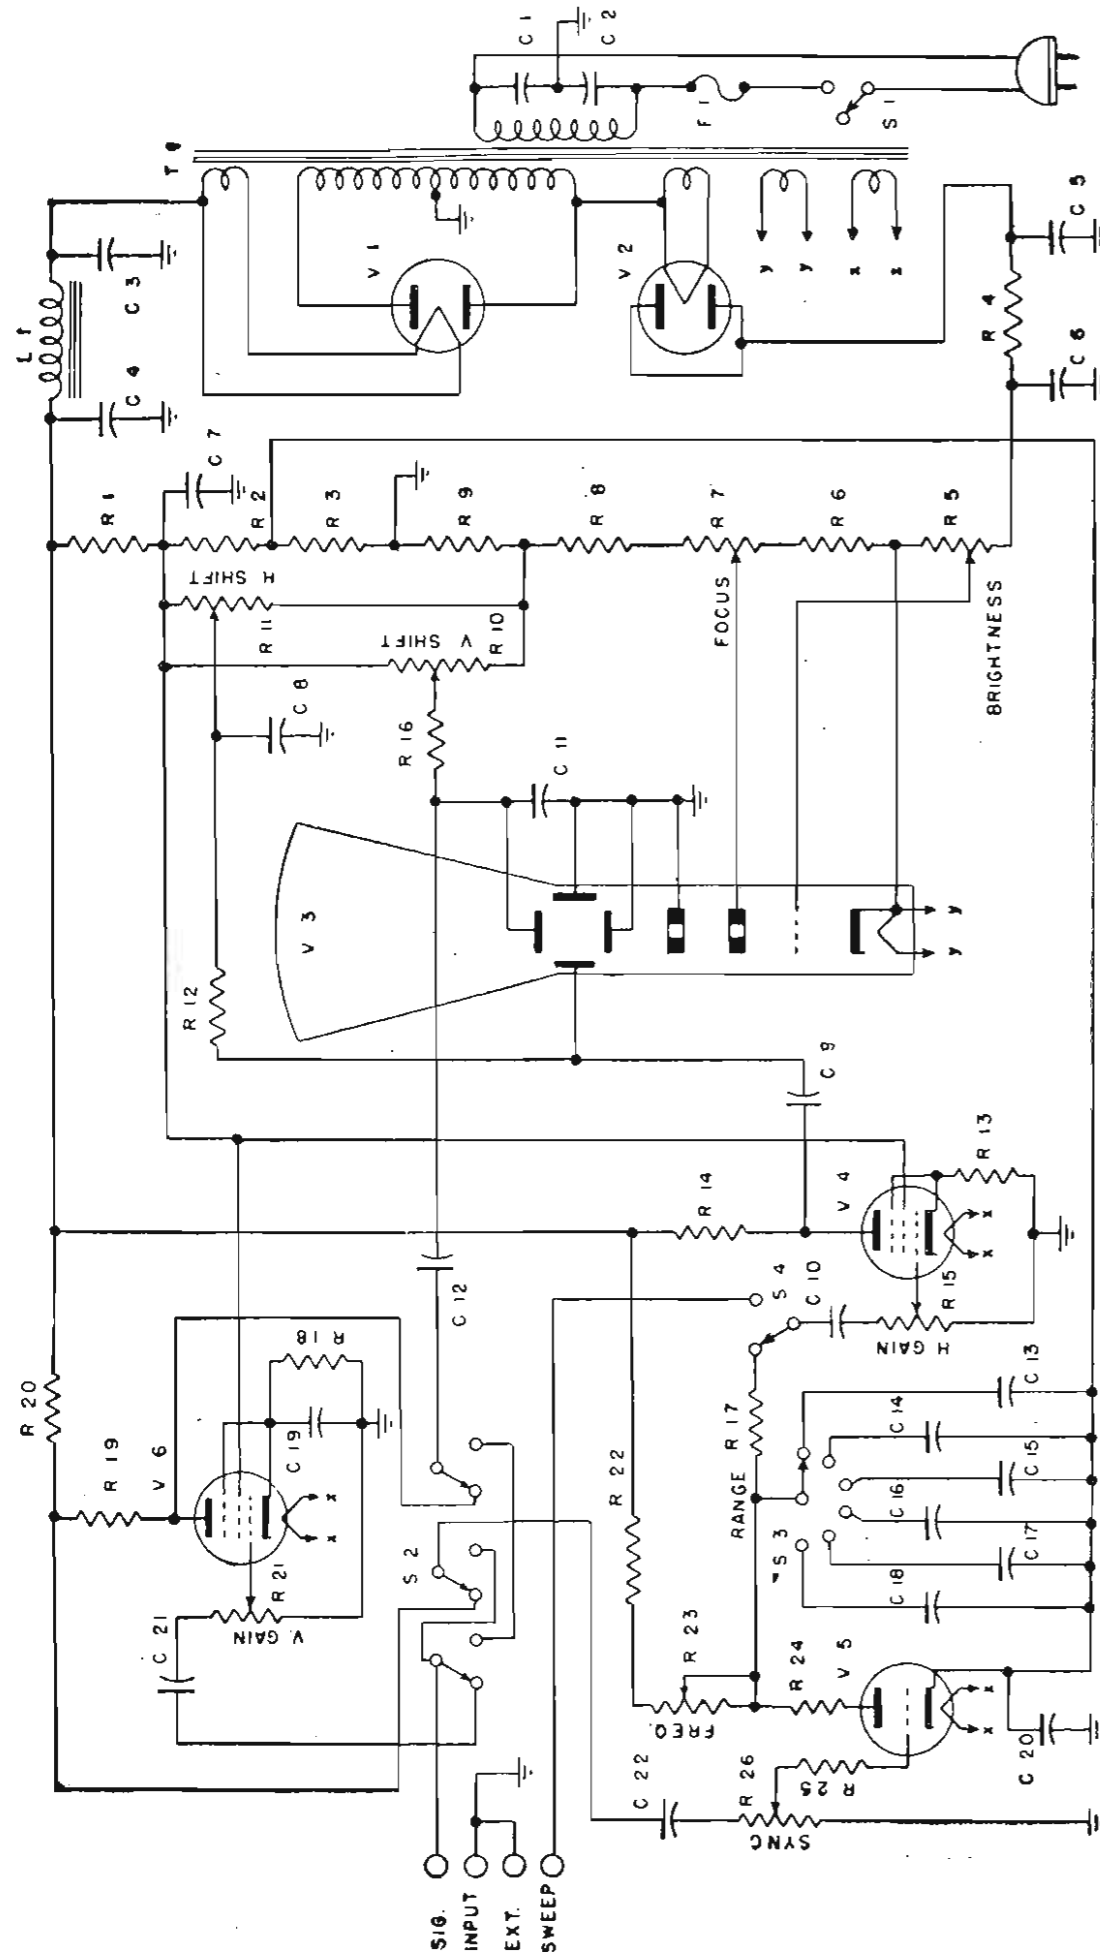 C 1
C 2
F 1
S 1
T 1
V 1
V 2
y
y
x
x
L 1
C 3
C 4
C 5
R 4
C 6
R 1
C 7
R 2
R 3
R 9
R 8
R 7
R 6
R 5
H SHIFT
R 11
V SHIFT
R 10
FOCUS
BRIGHTNESS
C 8
R 16
C 11
V 3
R 12
y
y
C 9
R 14
V 4
R 13
x
x
R 15
H GAIN
C 10
S 4
C 12
R 20
R 19
V 6
R 18
C 19
x
x
R 21
V. GAIN
C 21
S 2
R 22
R 17
RANGE
S 3
C 13
C 14
C 15
C 16
C 17
C 18
R 23
FREQ.
R 24
V 5
x
x
C 20
R 25
R 26
SYNC
C 22
SIG.
INPUT
EXT.
SWEEP